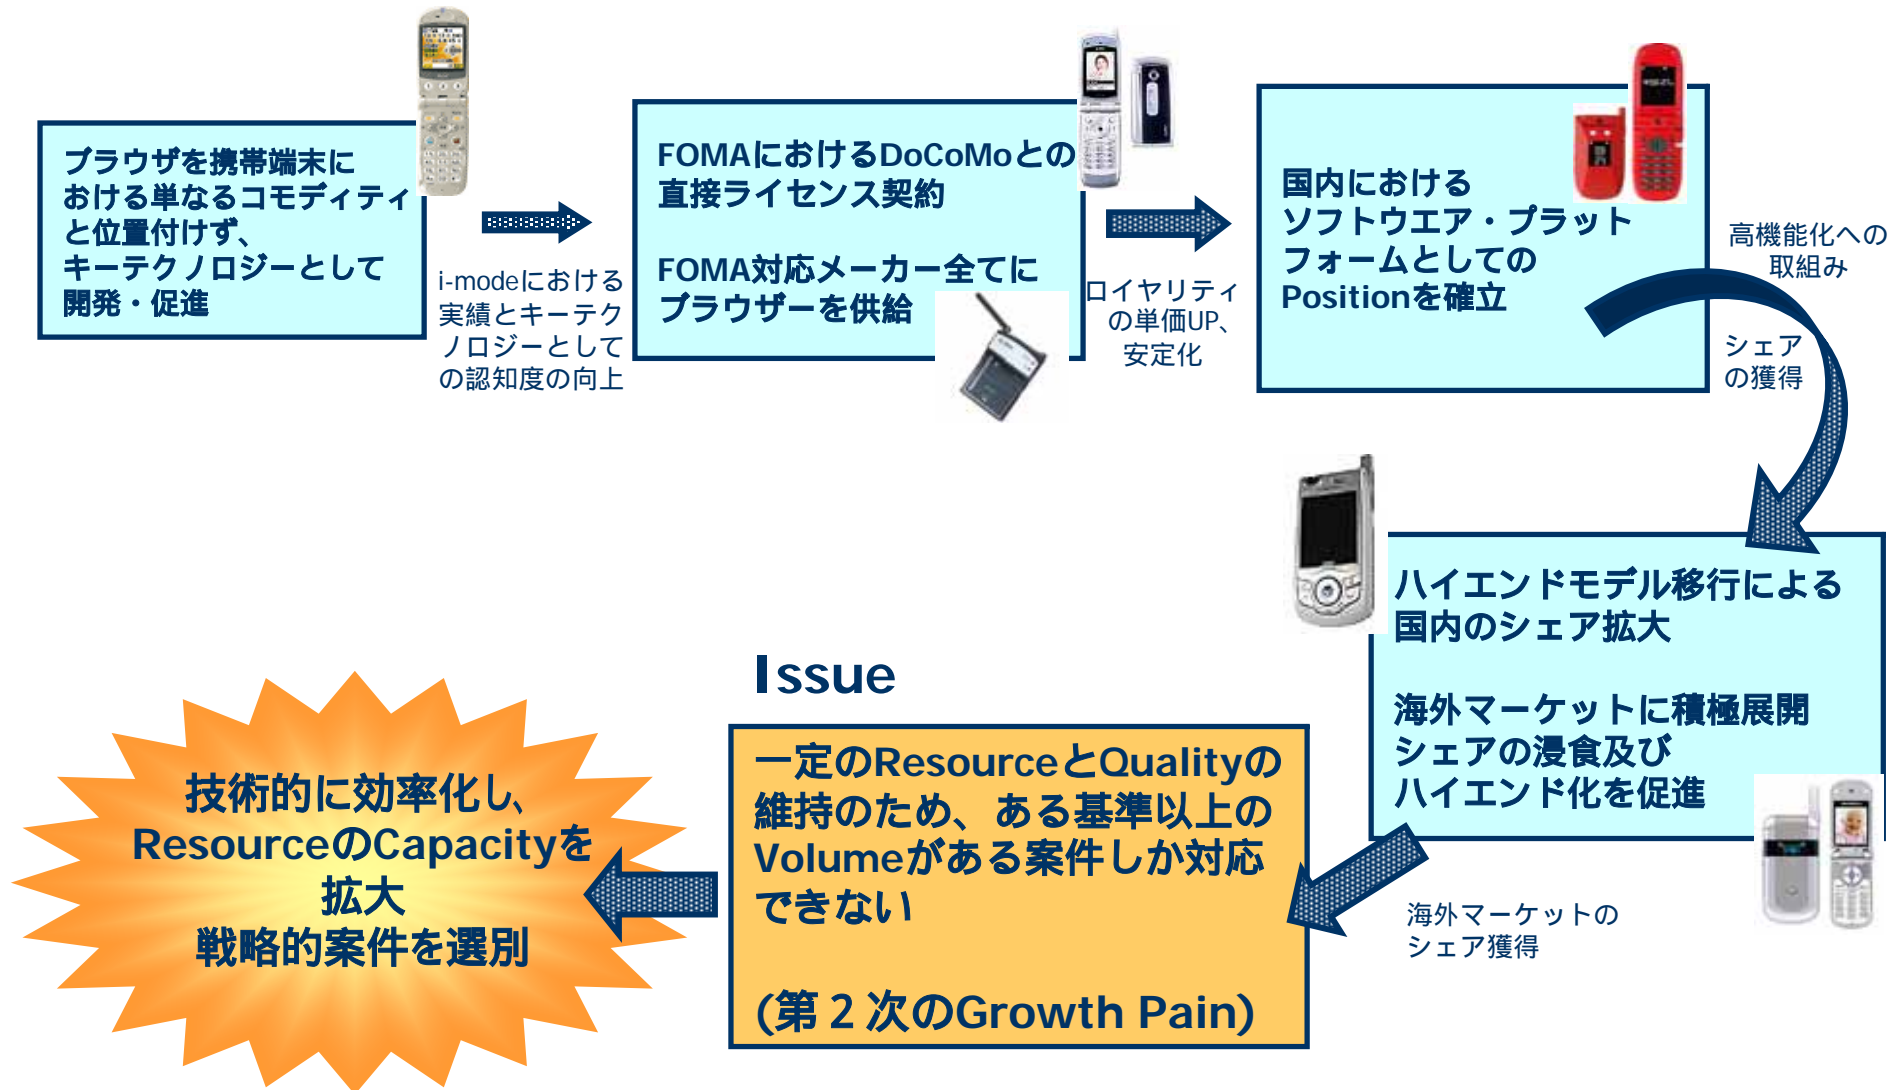 ブラウザを携帯端末に
おける単なるコモディティ
と位置付けず、
キーテクノロジーとして
開発・促進
i-modeにおける
実績とキーテク
ノロジーとして
の認知度の向上
FOMAにおけるDoCoMoとの
直接ライセンス契約
FOMA対応メーカー全てに
ブラウザーを供給
ロイヤリティ
の単価UP、
安定化
国内における
ソフトウエア・プラット
フォームとしての
Positionを確立
高機能化への
取組み
シェア
の獲得
ハイエンドモデル移行による
国内のシェア拡大
海外マーケットに積極展開
シェアの浸食及び
ハイエンド化を促進
海外マーケットの
シェア獲得
Issue
一定のResourceとQualityの
維持のため、ある基準以上の
Volumeがある案件しか対応
できない
(第２次のGrowth Pain)
技術的に効率化し、
ResourceのCapacityを
拡大
戦略的案件を選別